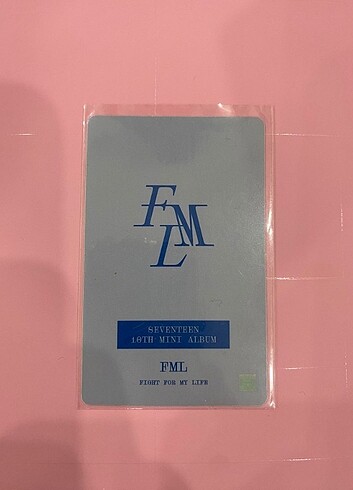 FML
SEVENTEEN
10TH MINI ALBUM
FML
FIGHT FOR MY LIFE